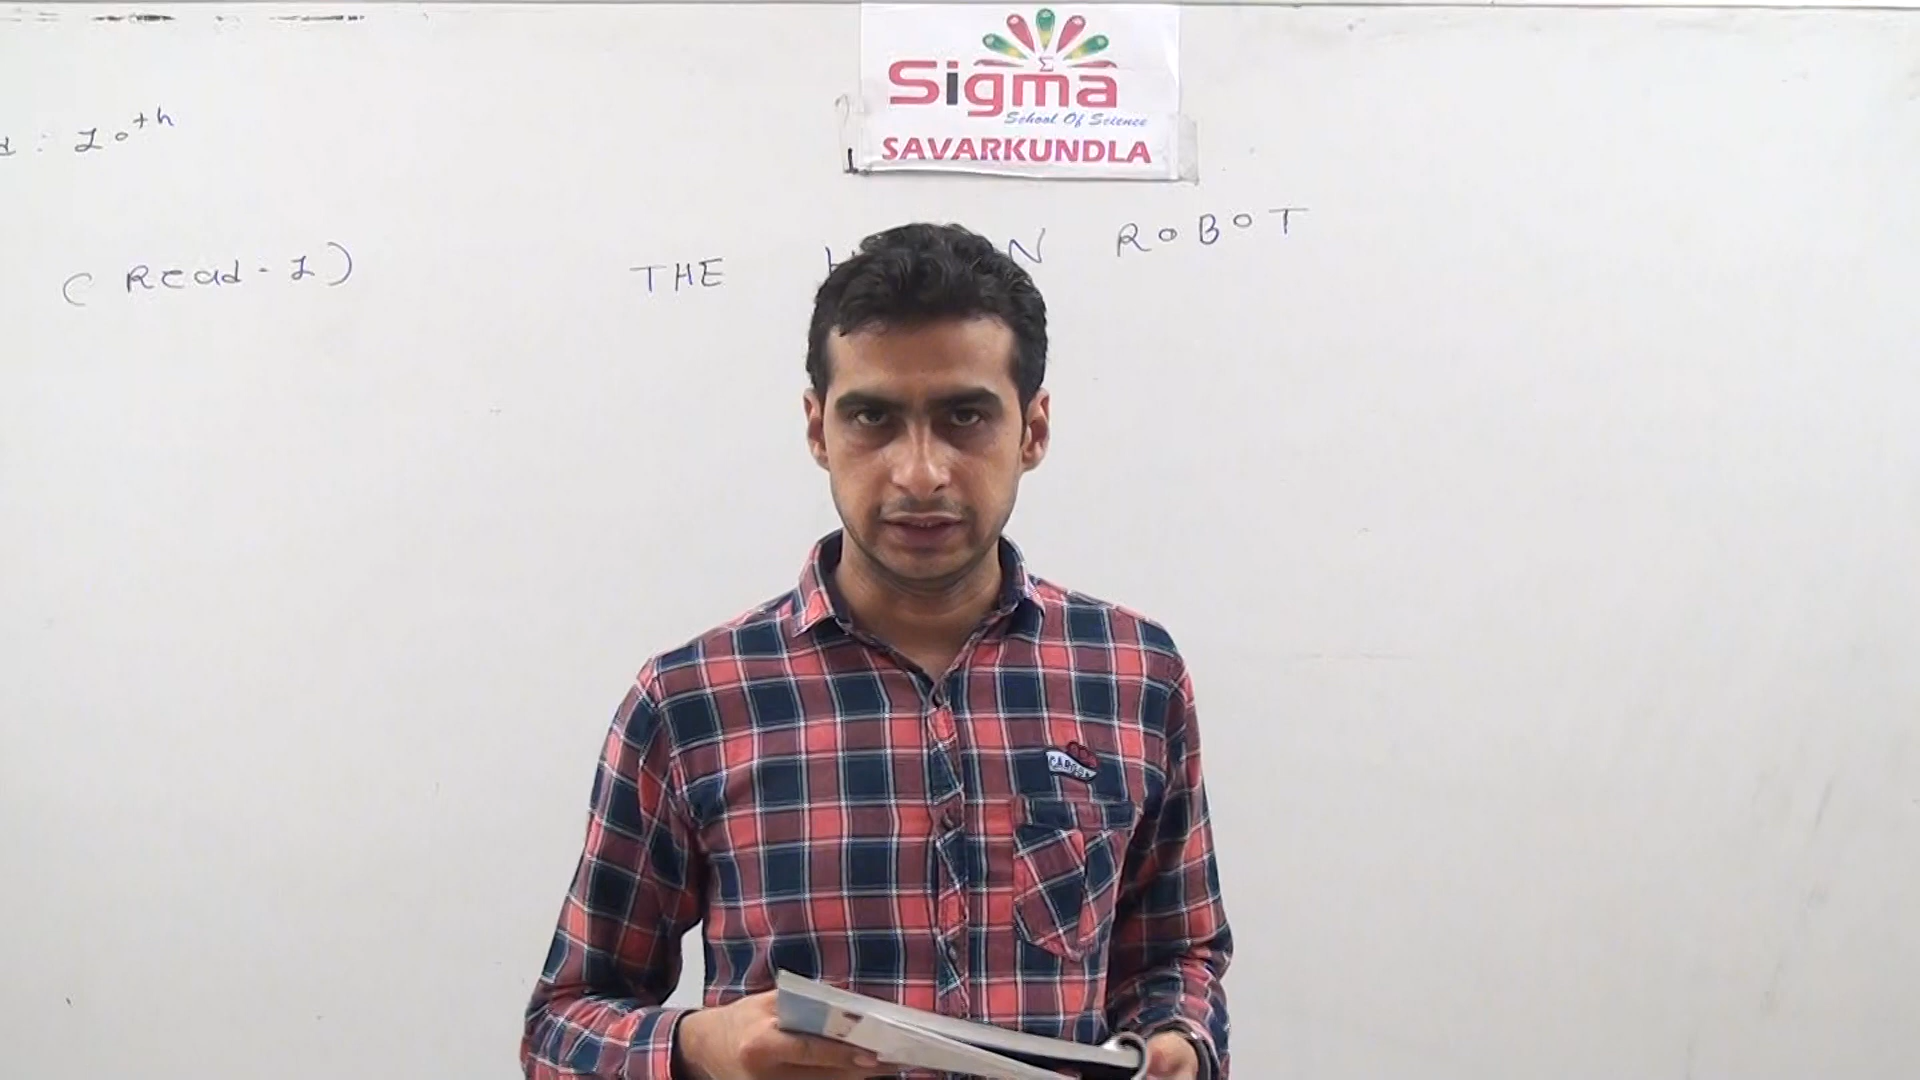 Sigma
Σ
School Of Science
SAVARKUNDLA
: 10th
(Read-1)
THE ROBOT